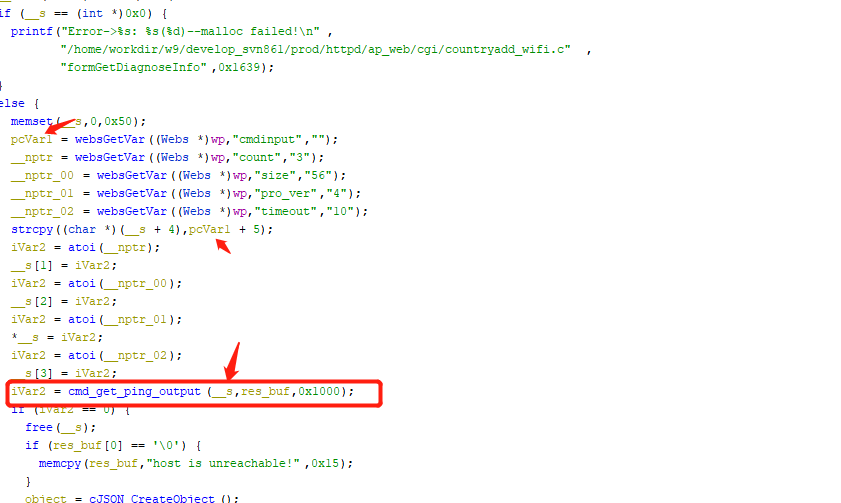 if (__s == (int *)0x0) {
printf("Error->%s: %s(%d)--malloc failed!\n" ,
"/home/workdir/w9/develop_svn861/prod/httpd/ap_web/cgi/countryadd_wifi.c" ,
"formGetDiagnoseInfo" ,0x1639);
}
else {
memset(__s,0,0x50);
pcVar1 = websGetVar((Webs *)wp,"cmdinput","");
__nptr = websGetVar((Webs *)wp,"count","3");
__nptr_00 = websGetVar((Webs *)wp,"size","56");
__nptr_01 = websGetVar((Webs *)wp,"pro_ver","4");
__nptr_02 = websGetVar((Webs *)wp,"timeout","10");
strcpy((char *)(__s + 4),pcVar1 + 5);
iVar2 = atoi(__nptr);
__s[1] = iVar2;
iVar2 = atoi(__nptr_00);
__s[2] = iVar2;
iVar2 = atoi(__nptr_01);
*__s = iVar2;
iVar2 = atoi(__nptr_02);
__s[3] = iVar2;
iVar2 = cmd_get_ping_output (__s,res_buf,0x1000);
if (iVar2 == 0) {
free(__s);
if (res_buf[0] == '\0') {
memcpy(res_buf,"host is unreachable!" ,0x15);
}
object = cJSON_CreateObject ();